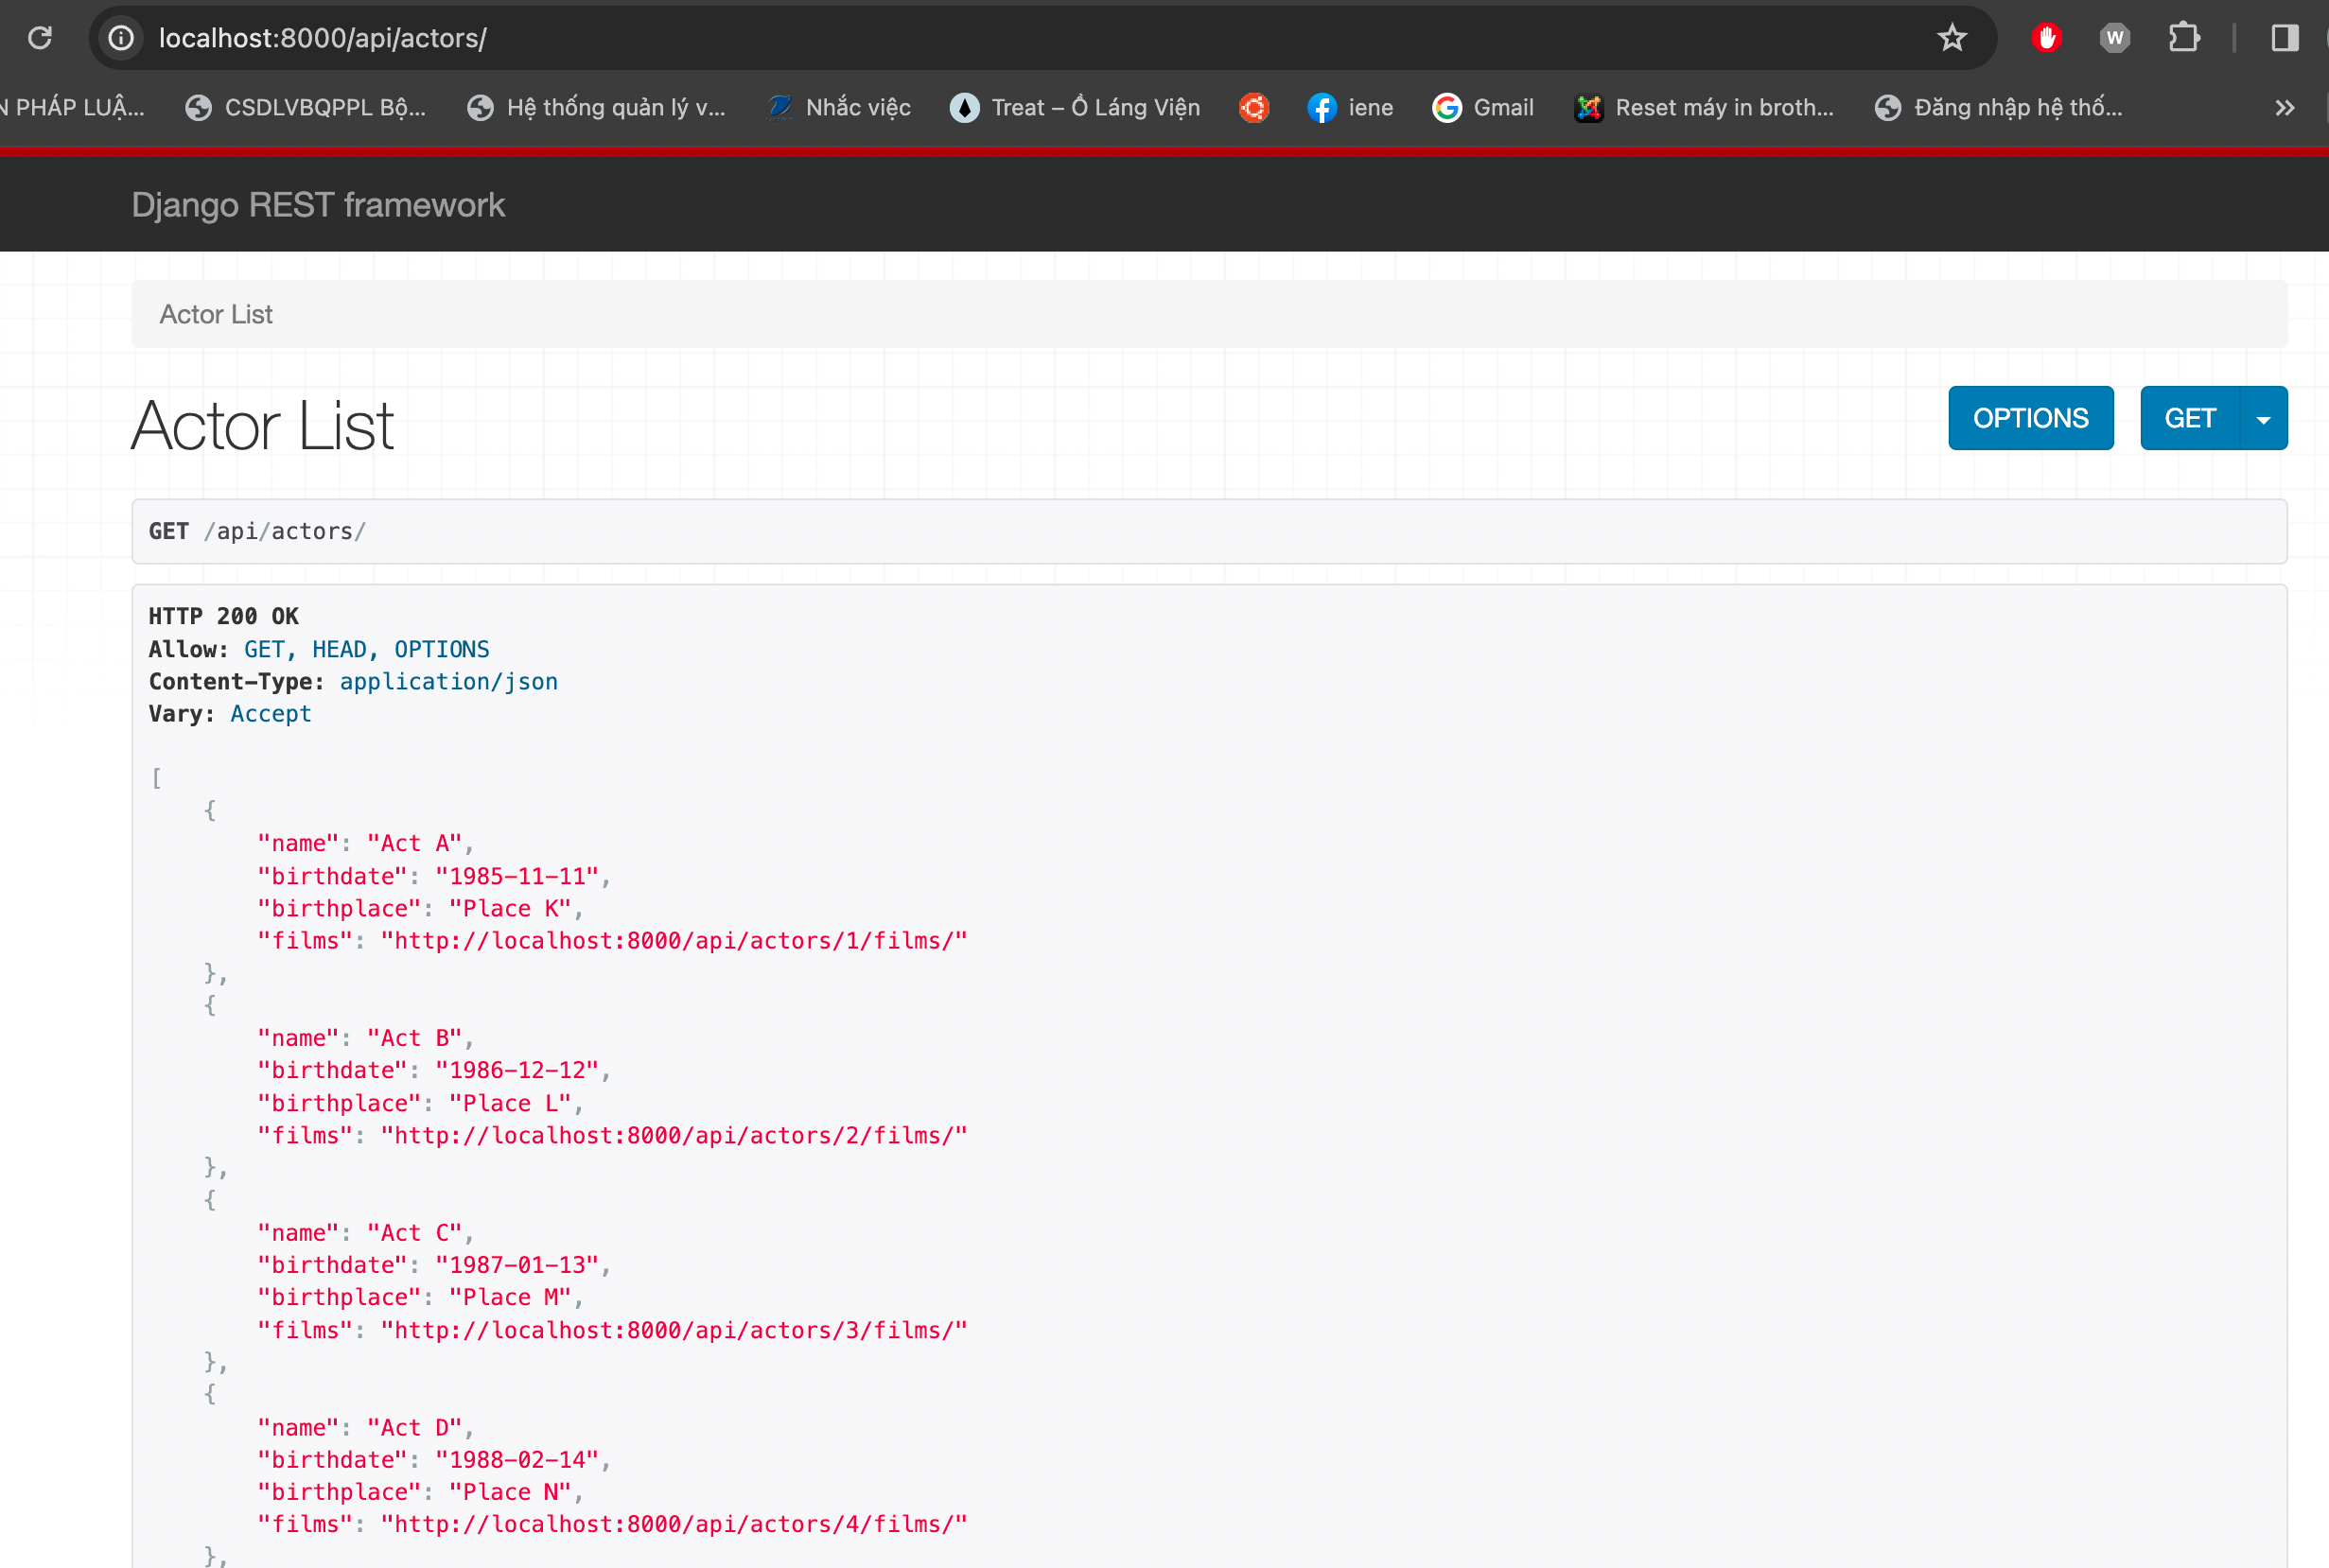 localhost:8000/api/actors/
N PHÁP LUẬ... CSDLVBQPPL Bộ... Hệ thống quản lý v... Nhắc việc Treat – Ổ Láng Viện iene Gmail Reset máy in broth... Đăng nhập hệ thố... »
Django REST framework
Actor List
Actor List
OPTIONS GET
GET /api/actors/
HTTP 200 OK
Allow: GET, HEAD, OPTIONS
Content-Type: application/json
Vary: Accept
[
    {
        "name": "Act A",
        "birthdate": "1985-11-11",
        "birthplace": "Place K",
        "films": "http://localhost:8000/api/actors/1/films/"
    },
    {
        "name": "Act B",
        "birthdate": "1986-12-12",
        "birthplace": "Place L",
        "films": "http://localhost:8000/api/actors/2/films/"
    },
    {
        "name": "Act C",
        "birthdate": "1987-01-13",
        "birthplace": "Place M",
        "films": "http://localhost:8000/api/actors/3/films/"
    },
    {
        "name": "Act D",
        "birthdate": "1988-02-14",
        "birthplace": "Place N",
        "films": "http://localhost:8000/api/actors/4/films/"
    },